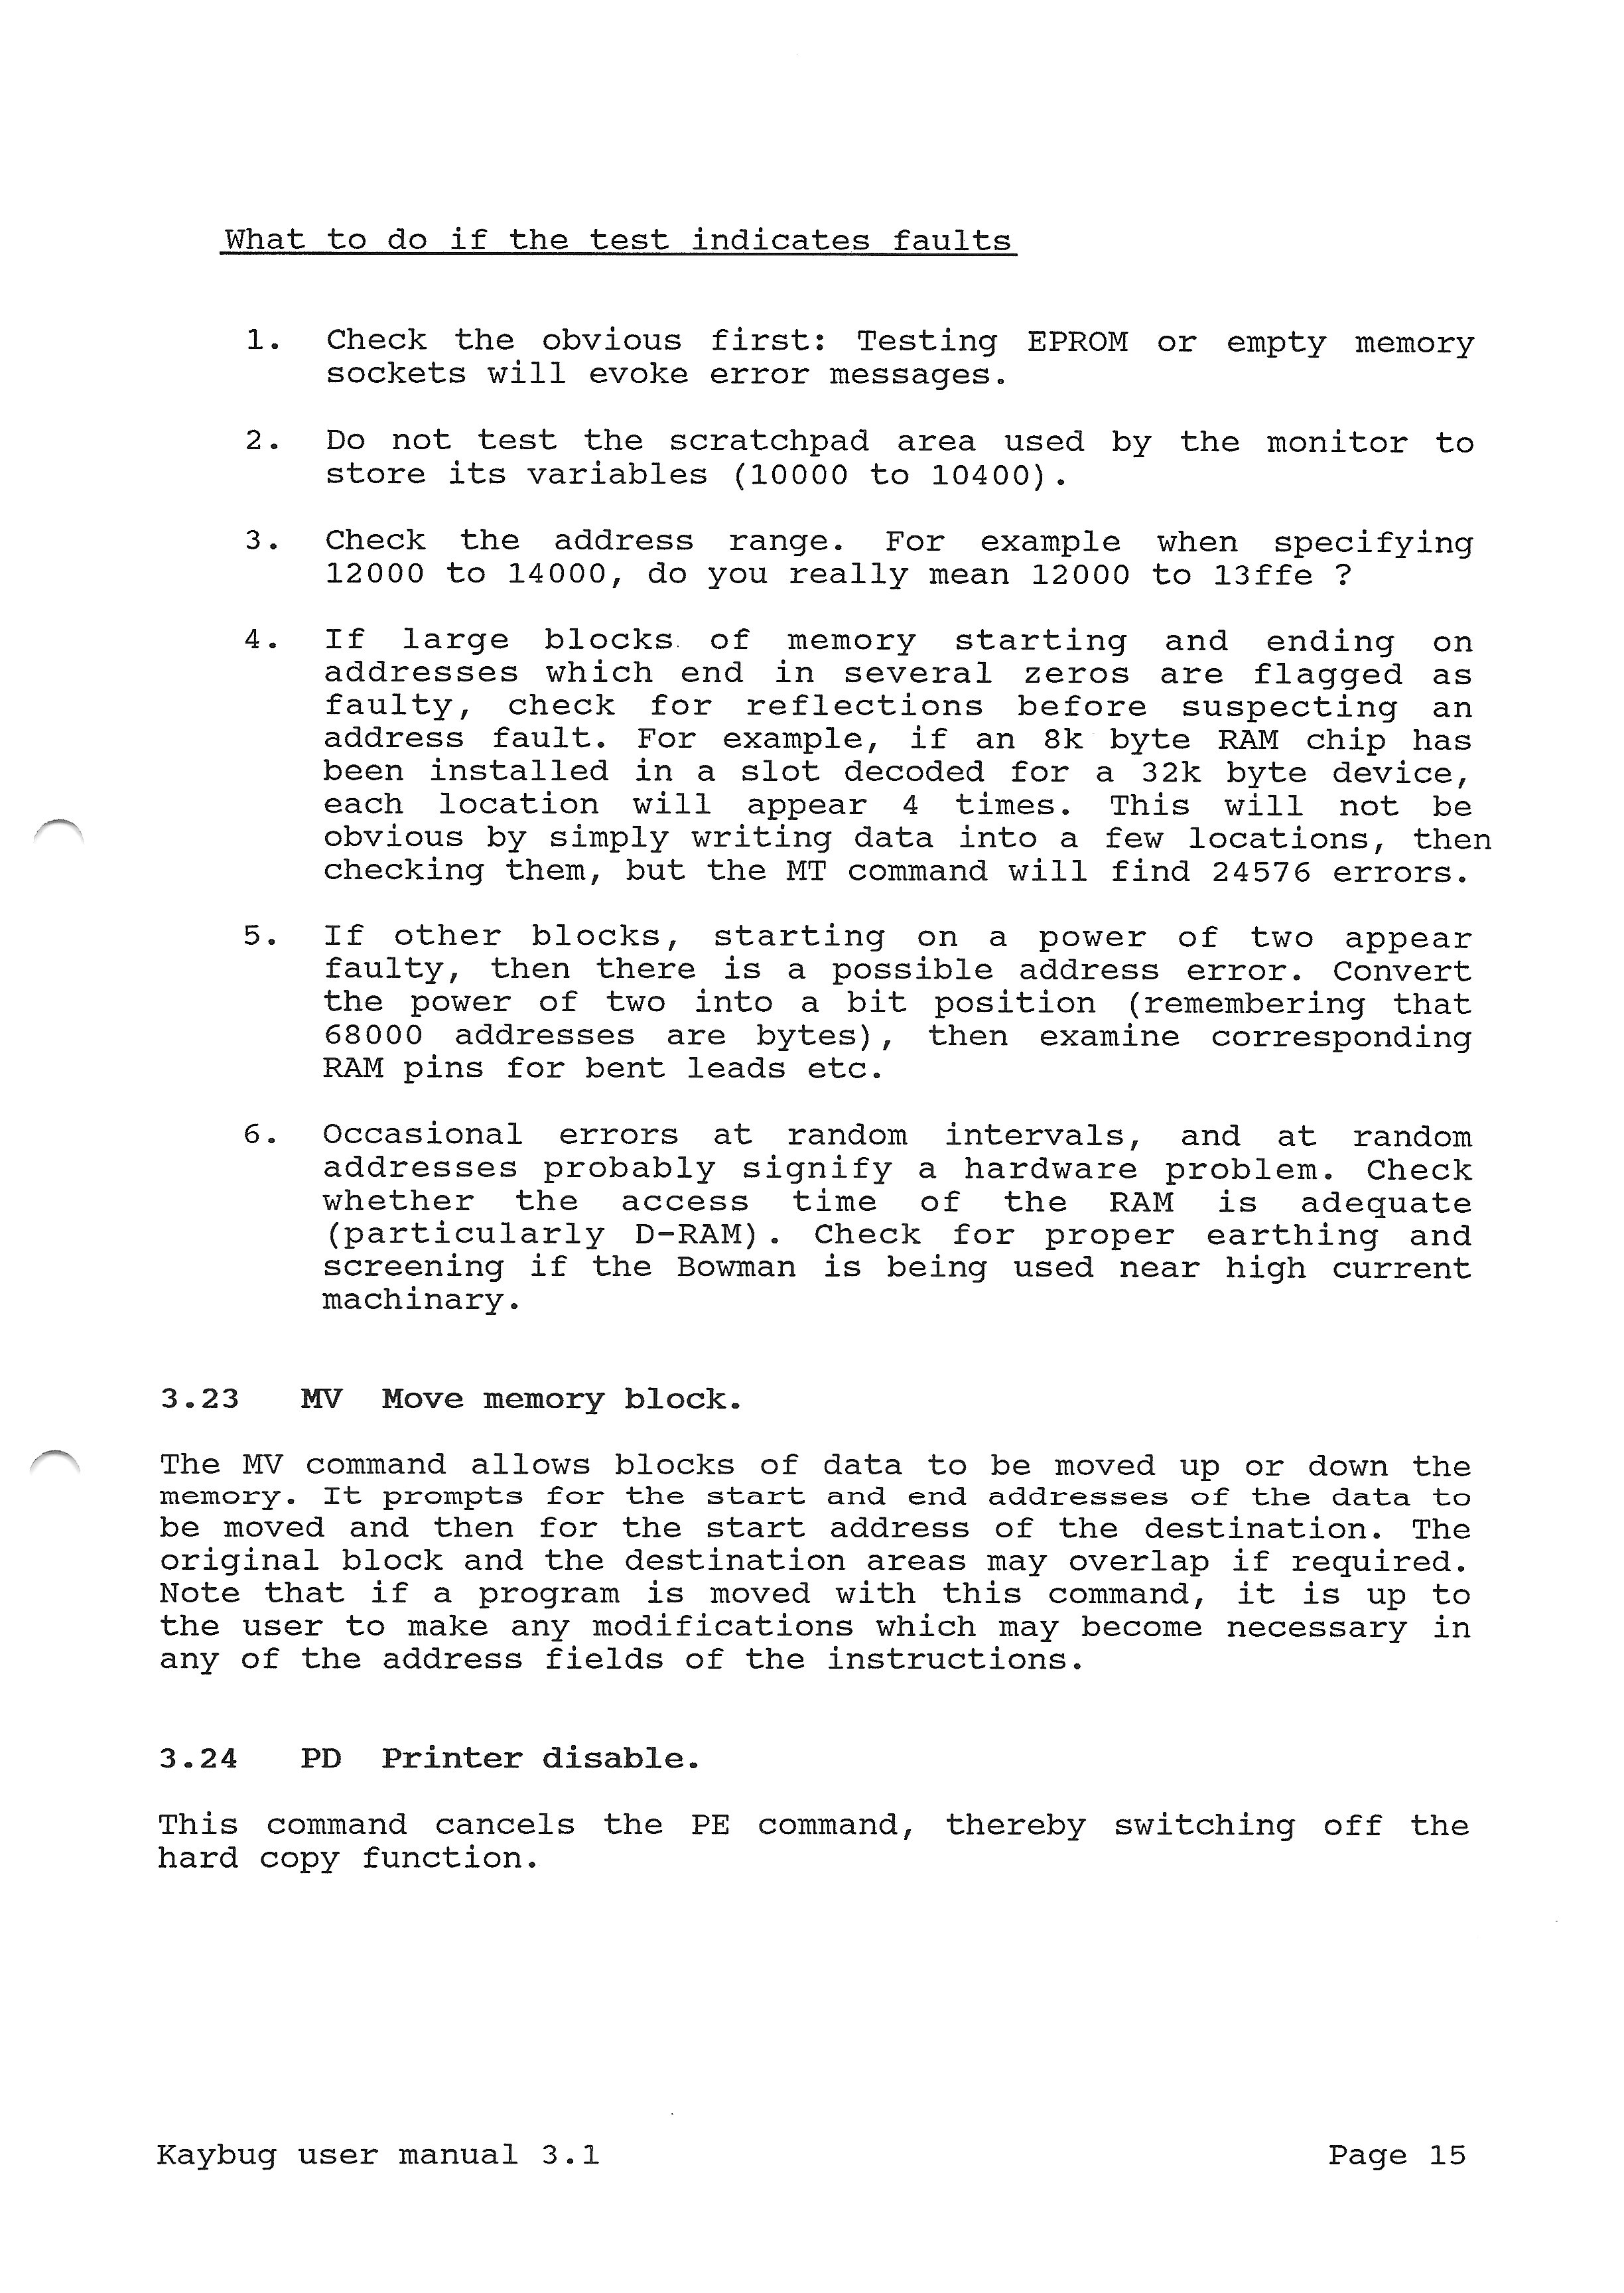 What to do if the test indicates faults
1. Check the obvious first: Testing EPROM or empty memory
sockets will evoke error messages.
2. Do not test the scratchpad area used by the monitor to
store its variables (10000 to 10400).
3. Check the address range. For example when specifying
12000 to 14000, do you really mean 12000 to 13ffe ?
4. If large blocks of memory starting and ending on
addresses which end in several zeros are flagged as
faulty, check for reflections before suspecting an
address fault. For example, if an 8k byte RAM chip has
been installed in a slot decoded for a 32k byte device,
each location will appear 4 times. This will not be
obvious by simply writing data into a few locations, then
checking them, but the MT command will find 24576 errors.
5. If other blocks, starting on a power of two appear
faulty, then there is a possible address error. Convert
the power of two into a bit position (remembering that
68000 addresses are bytes), then examine corresponding
RAM pins for bent leads etc.
6. Occasional errors at random intervals, and at random
addresses probably signify a hardware problem. Check
whether the access time of the RAM is adequate
(particularly D-RAM). Check for proper earthing and
screening if the Bowman is being used near high current
machinary.
3.23 MV Move memory block.
The MV command allows blocks of data to be moved up or down the
memory. It prompts for the start and end addresses of the data to
be moved and then for the start address of the destination. The
original block and the destination areas may overlap if required.
Note that if a program is moved with this command, it is up to
the user to make any modifications which may become necessary in
any of the address fields of the instructions.
3.24 PD Printer disable.
This command cancels the PE command, thereby switching off the
hard copy function.
Kaybug user manual 3.1 Page 15